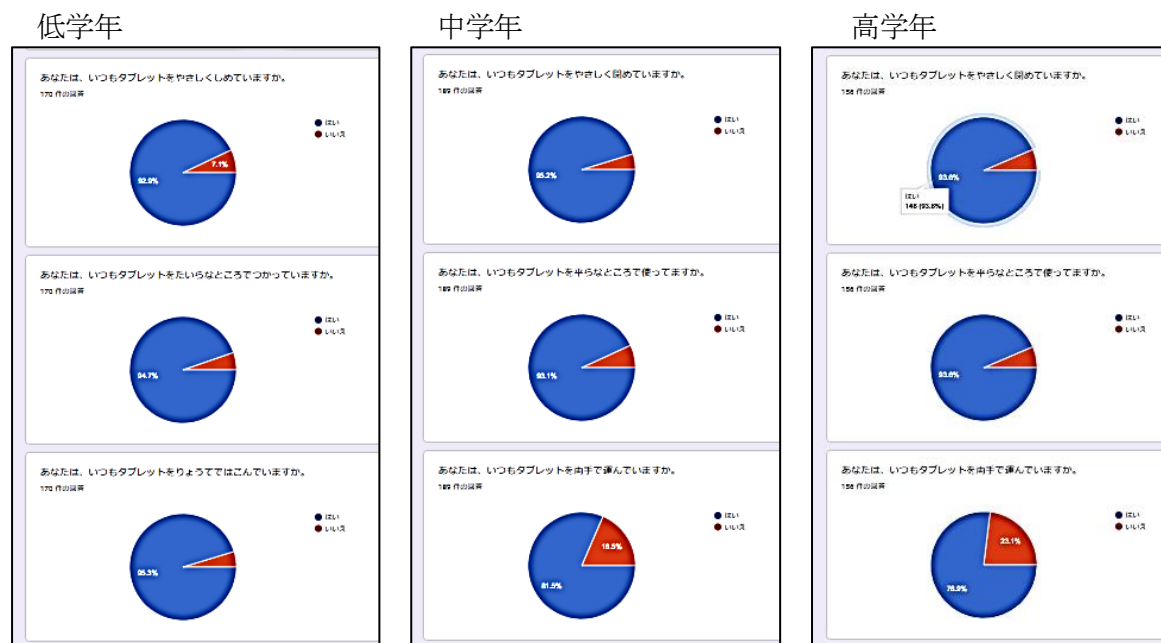 低学年
あなたは、いつもタブレットをやさしくしめていますか。
170 件の回答
はい
いいえ
7.1%
92.9%
あなたは、いつもタブレットをたいらなところでつかっていますか。
170 件の回答
はい
いいえ
94.7%
あなたは、いつもタブレットをりょうてではこんでいますか。
170 件の回答
はい
いいえ
95.3%
中学年
あなたは、いつもタブレットをやさしく閉めていますか。
189 件の回答
はい
いいえ
95.2%
あなたは、いつもタブレットを平らなところで使ってますか。
189 件の回答
はい
いいえ
93.1%
あなたは、いつもタブレットを両手で運んでいますか。
189 件の回答
はい
いいえ
18.5%
81.5%
高学年
あなたは、いつもタブレットをやさしく閉めていますか。
156 件の回答
はい
いいえ
93.6%
はい
146 (93.6%)
あなたは、いつもタブレットを平らなところで使ってますか。
156 件の回答
はい
いいえ
93.6%
あなたは、いつもタブレットを両手で運んでいますか。
156 件の回答
はい
いいえ
23.1%
76.9%